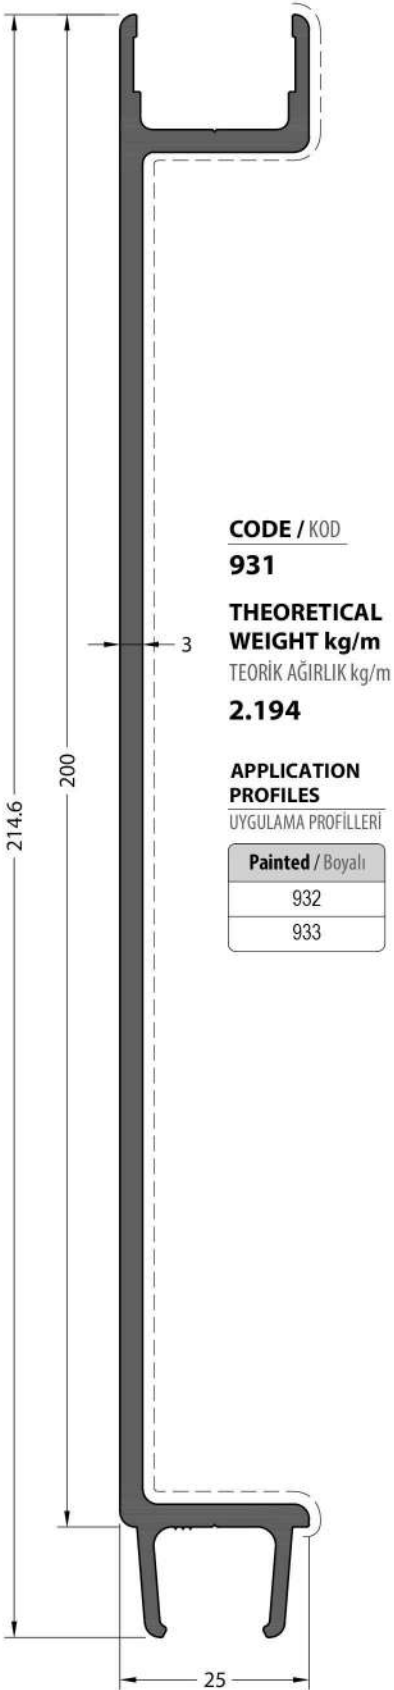 CODE / KOD
931
THEORETICAL
WEIGHT kg/m
TEORİK AĞIRLIK kg/m
2.194
3
200
214.6
APPLICATION
PROFILES
UYGULAMA PROFİLLERİ
Painted / Boyalı
932
933
25